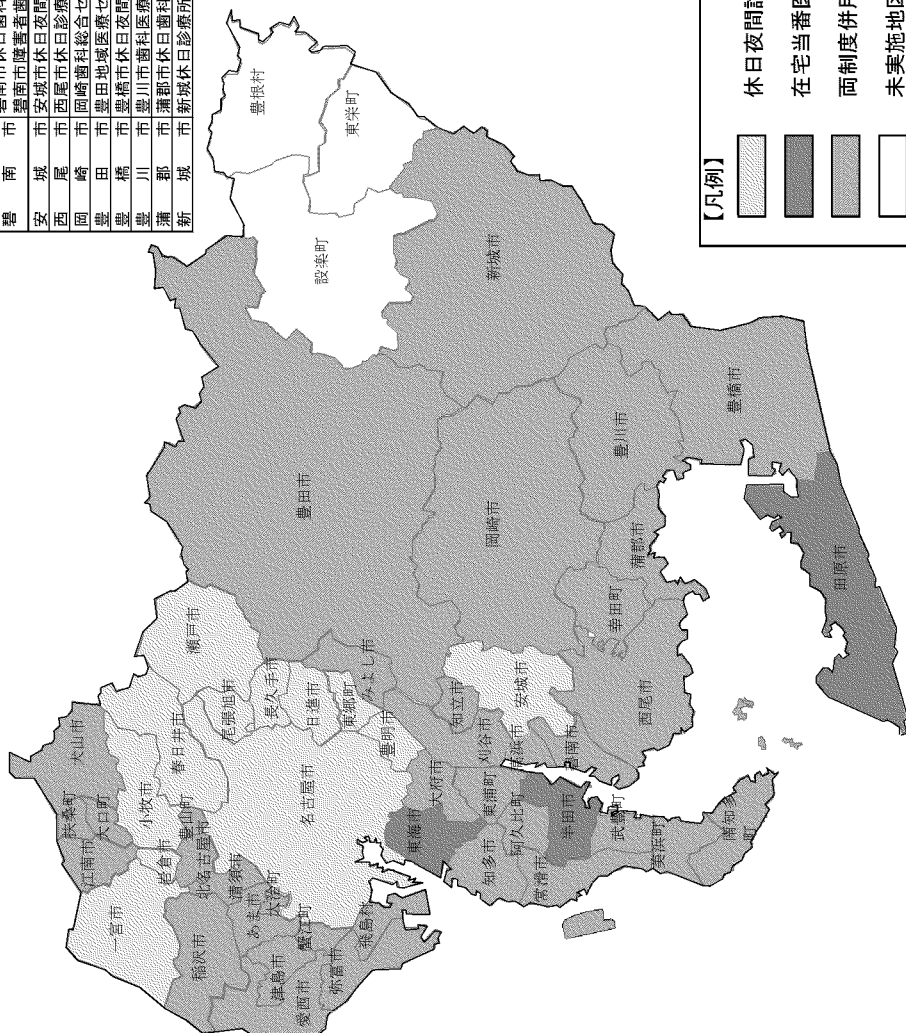 碧南市 碧南市休日歯科
碧南市障害者歯
安城市 安城市休日夜間
西尾市 西尾市休日診療
岡崎市 岡崎歯科総合セ
豊田市 豊田地域医療セ
豊橋市 豊橋市休日夜間
豊川市 豊川市歯科医療
蒲郡市 蒲郡市休日歯科
新城市 新城休日診療所
豊根村
東栄町
設楽町
新城市
豊田市
岡崎市
豊川市
豊橋市
蒲郡市
幸田町
田原市
西尾市
安城市
碧南市
高浜市
刈谷市
知立市
みよし市
瀬戸市
尾張旭市
長久手市
日進市
東郷町
豊明市
名古屋市
春日井市
小牧市
豊山町
犬山市
扶桑町
大口町
江南市
岩倉市
北名古屋市
清須市
一宮市
稲沢市
あま市
大治町
津島市
愛西市
蟹江町
弥富市
飛島村
東海市
大府市
知多市
東浦町
阿久比町
半田市
常滑市
武豊町
美浜町
南知多町
【凡例】
休日夜間
在宅当番医
両制度併用
未実施地区